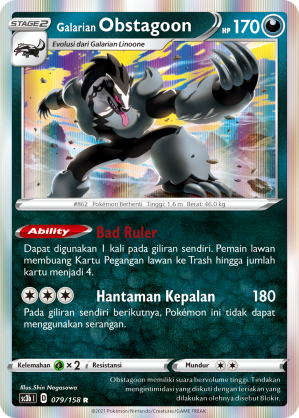 STAGE2
Galarian Obstagoon
HP 170
Evolusi dari Galarian Linoone
#862 Pokémon Berhenti Tinggi: 1.6 m Berat: 46.0 kg
Ability Bad Ruler
Dapat digunakan 1 kali pada giliran sendiri. Pemain lawan
membuang Kartu Pegangan lawan ke Trash hingga jumlah
kartu menjadi 4.
Hantaman Kepalan 180
Pada giliran sendiri berikutnya, Pokémon ini tidak dapat
menggunakan serangan.
Kelemahan ×2 Resistansi Mundur
Illus. Shin Nagasawa
sc3b I 079/158 R
Obstagoon memiliki suara bervolume tinggi. Tindakan
mengintimidasi yang diikuti dengan teriakan yang
dilakukan olehnya disebut Blokir.
©2021 Pokémon/Nintendo/Creatures/GAME FREAK